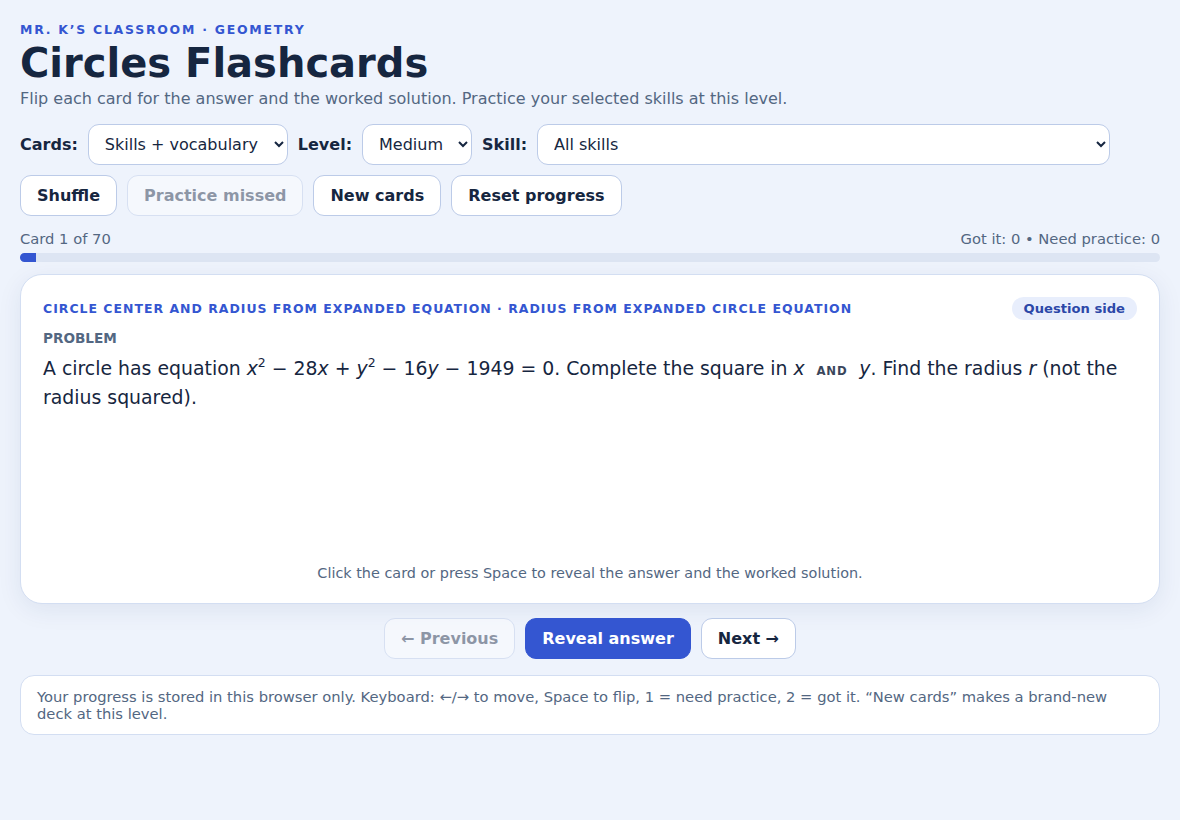 MR. K’S CLASSROOM · GEOMETRY
Circles Flashcards
Flip each card for the answer and the worked solution. Practice your selected skills at this level.
Cards: Skills + vocabulary Level: Medium Skill: All skills
Shuffle Practice missed New cards Reset progress
Card 1 of 70 Got it: 0 • Need practice: 0
CIRCLE CENTER AND RADIUS FROM EXPANDED EQUATION · RADIUS FROM EXPANDED CIRCLE EQUATION Question side
PROBLEM
A circle has equation x² − 28x + y² − 16y − 1949 = 0. Complete the square in x AND y. Find the radius r (not the
radius squared).
Click the card or press Space to reveal the answer and the worked solution.
← Previous Reveal answer Next →
Your progress is stored in this browser only. Keyboard: ←/→ to move, Space to flip, 1 = need practice, 2 = got it. “New cards” makes a brand-new
deck at this level.